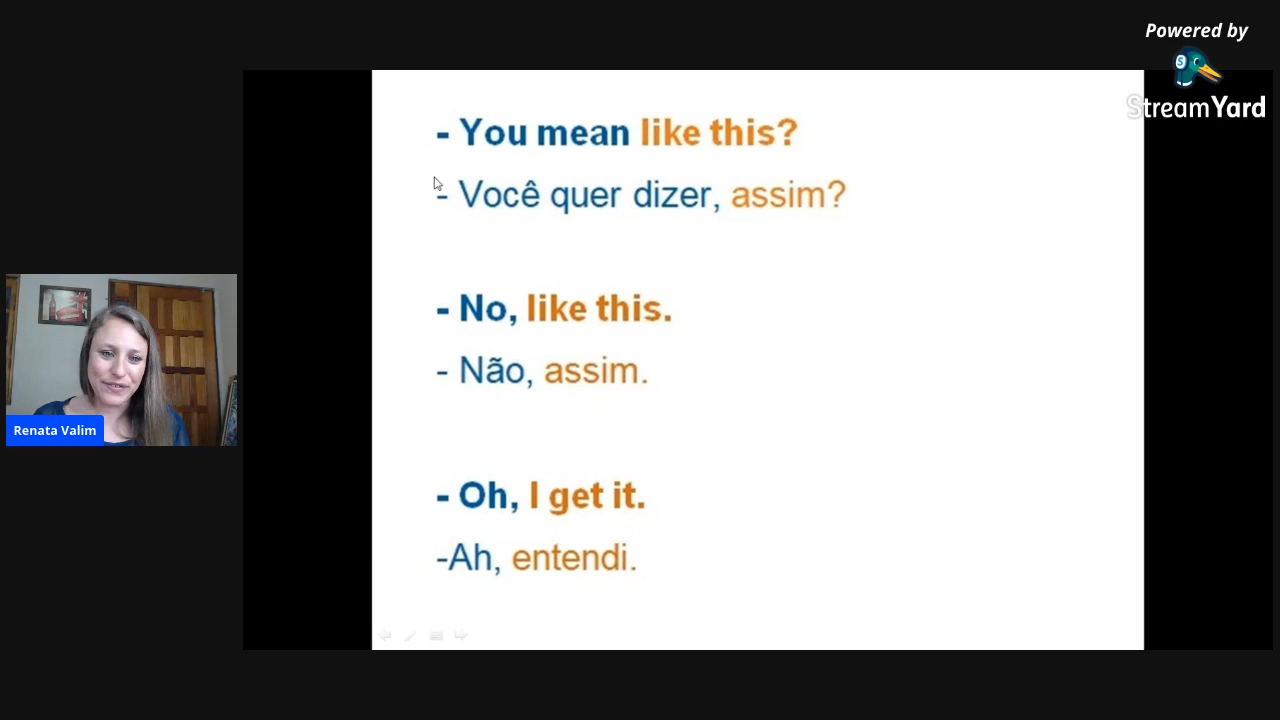 Powered by
StreamYard
- You mean like this?
- Você quer dizer, assim?
- No, like this.
- Não, assim.
- Oh, I get it.
-Ah, entendi.
Renata Valim